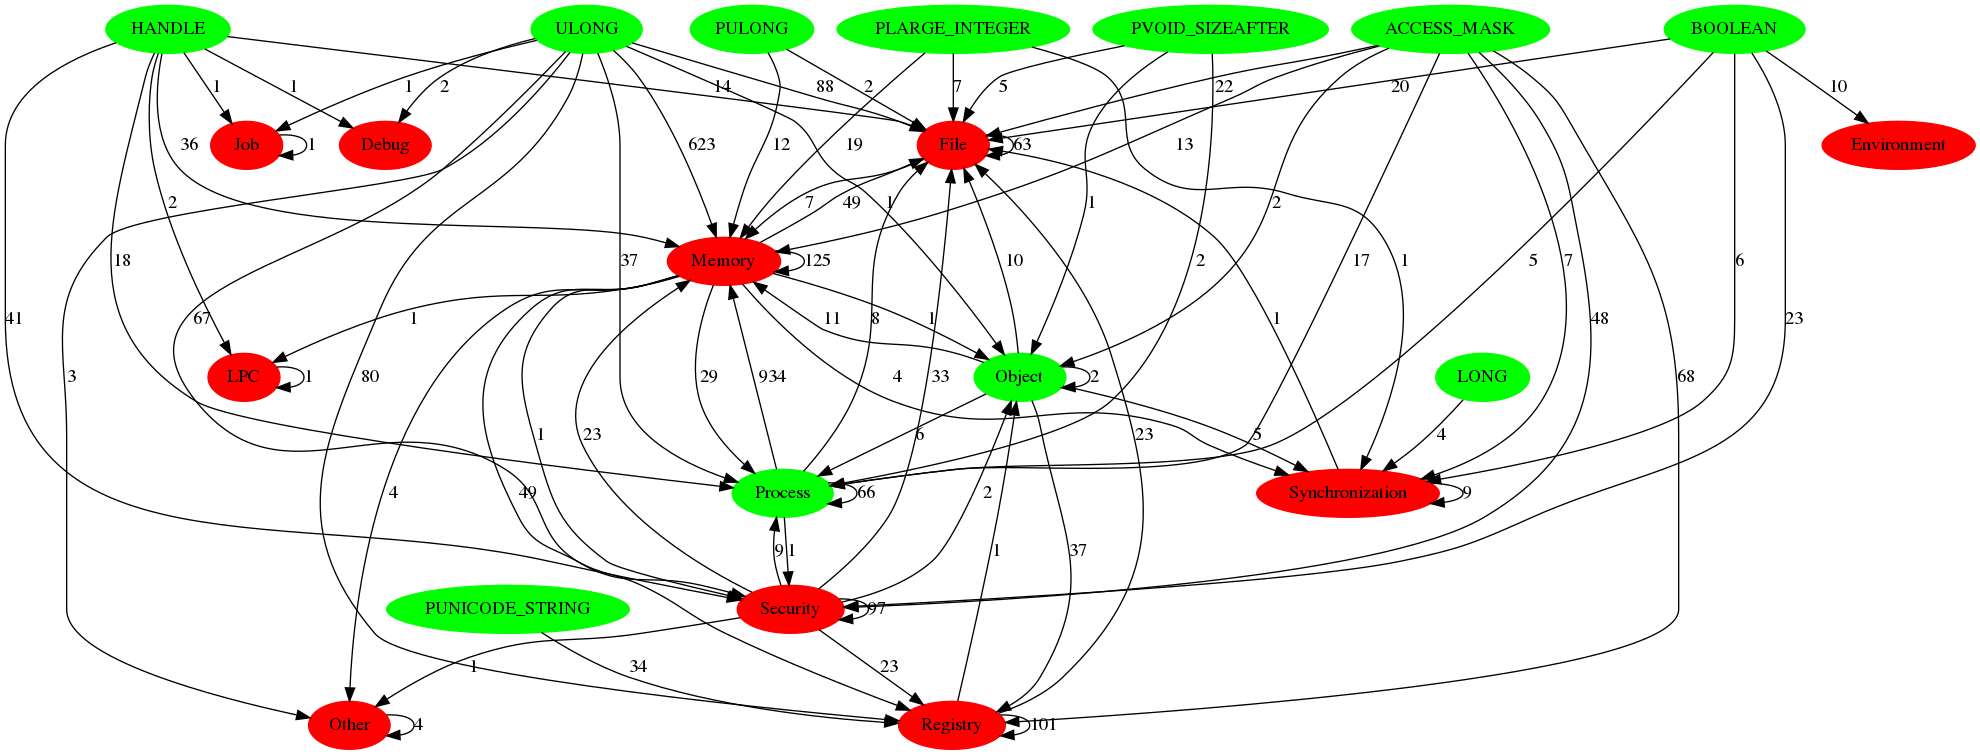 HANDLE ULONG PULONG PLARGE_INTEGER PVOID_SIZEAFTER ACCESS_MASK BOOLEAN
1 1 1 2 14 88 2 7 5 22 20 10
Job 1 Debug 36 623 12 19 File 63 13 Environment
2 7 49 1 1 2
18 37 Memory 125 10 2 17 1 7 5 6
41 67 1 11 1 8 1 48 23
3 80 LPC 1 29 934 4 33 Object 2 LONG 68
23 1 6 23 5 4
4 49 Process 66 2 Synchronization 9
9 1 1 37
PUNICODE_STRING Security 97
1 34 23
Other 4 Registry 101